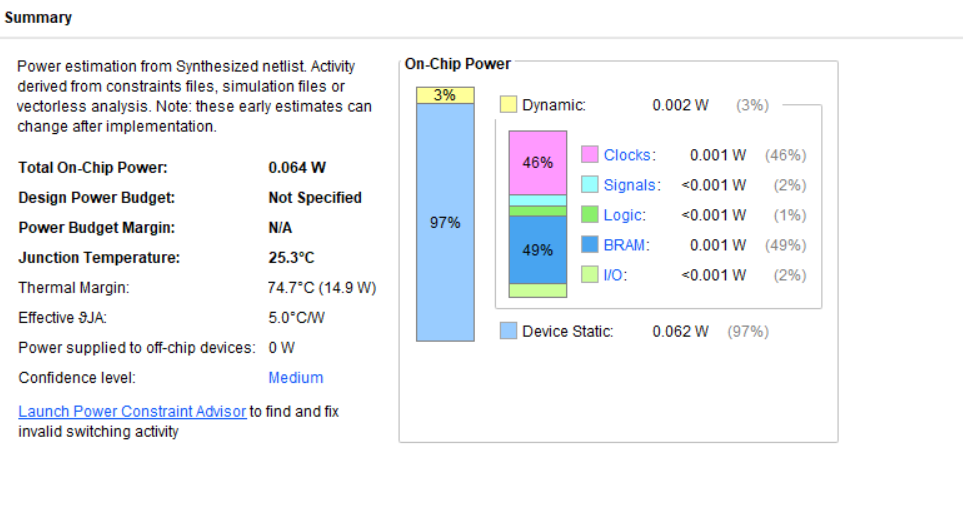 Summary
Power estimation from Synthesized netlist. Activity
derived from constraints files, simulation files or
vectorless analysis. Note: these early estimates can
change after implementation.
Total On-Chip Power: 0.064 W
Design Power Budget: Not Specified
Power Budget Margin: N/A
Junction Temperature: 25.3°C
Thermal Margin: 74.7°C (14.9 W)
Effective ϑJA: 5.0°C/W
Power supplied to off-chip devices: 0 W
Confidence level: Medium
Launch Power Constraint Advisor to find and fix
invalid switching activity
On-Chip Power
3%
97%
Dynamic: 0.002 W (3%)
46%
49%
Clocks: 0.001 W (46%)
Signals: <0.001 W (2%)
Logic: <0.001 W (1%)
BRAM: 0.001 W (49%)
I/O: <0.001 W (2%)
Device Static: 0.062 W (97%)